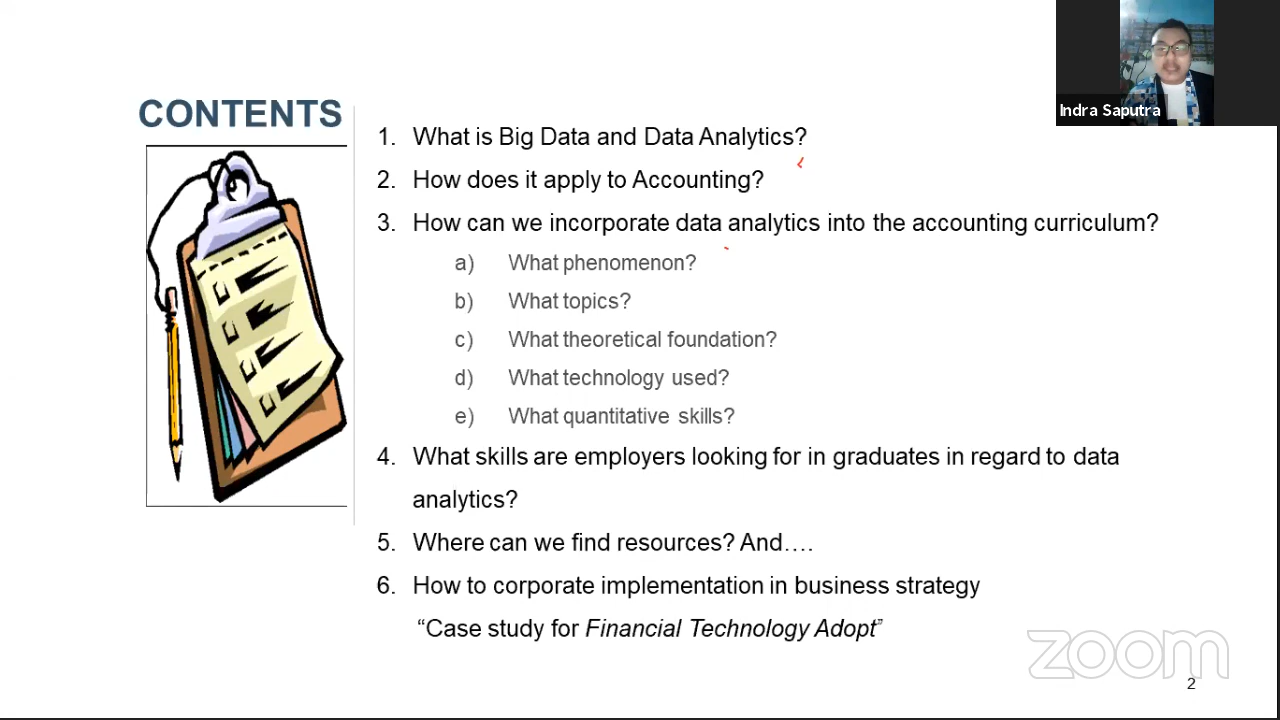 Indra Saputra
CONTENTS
1. What is Big Data and Data Analytics?
2. How does it apply to Accounting?
3. How can we incorporate data analytics into the accounting curriculum?
a) What phenomenon?
b) What topics?
c) What theoretical foundation?
d) What technology used?
e) What quantitative skills?
4. What skills are employers looking for in graduates in regard to data
analytics?
5. Where can we find resources? And….
6. How to corporate implementation in business strategy
“Case study for Financial Technology Adopt”
zoom
2